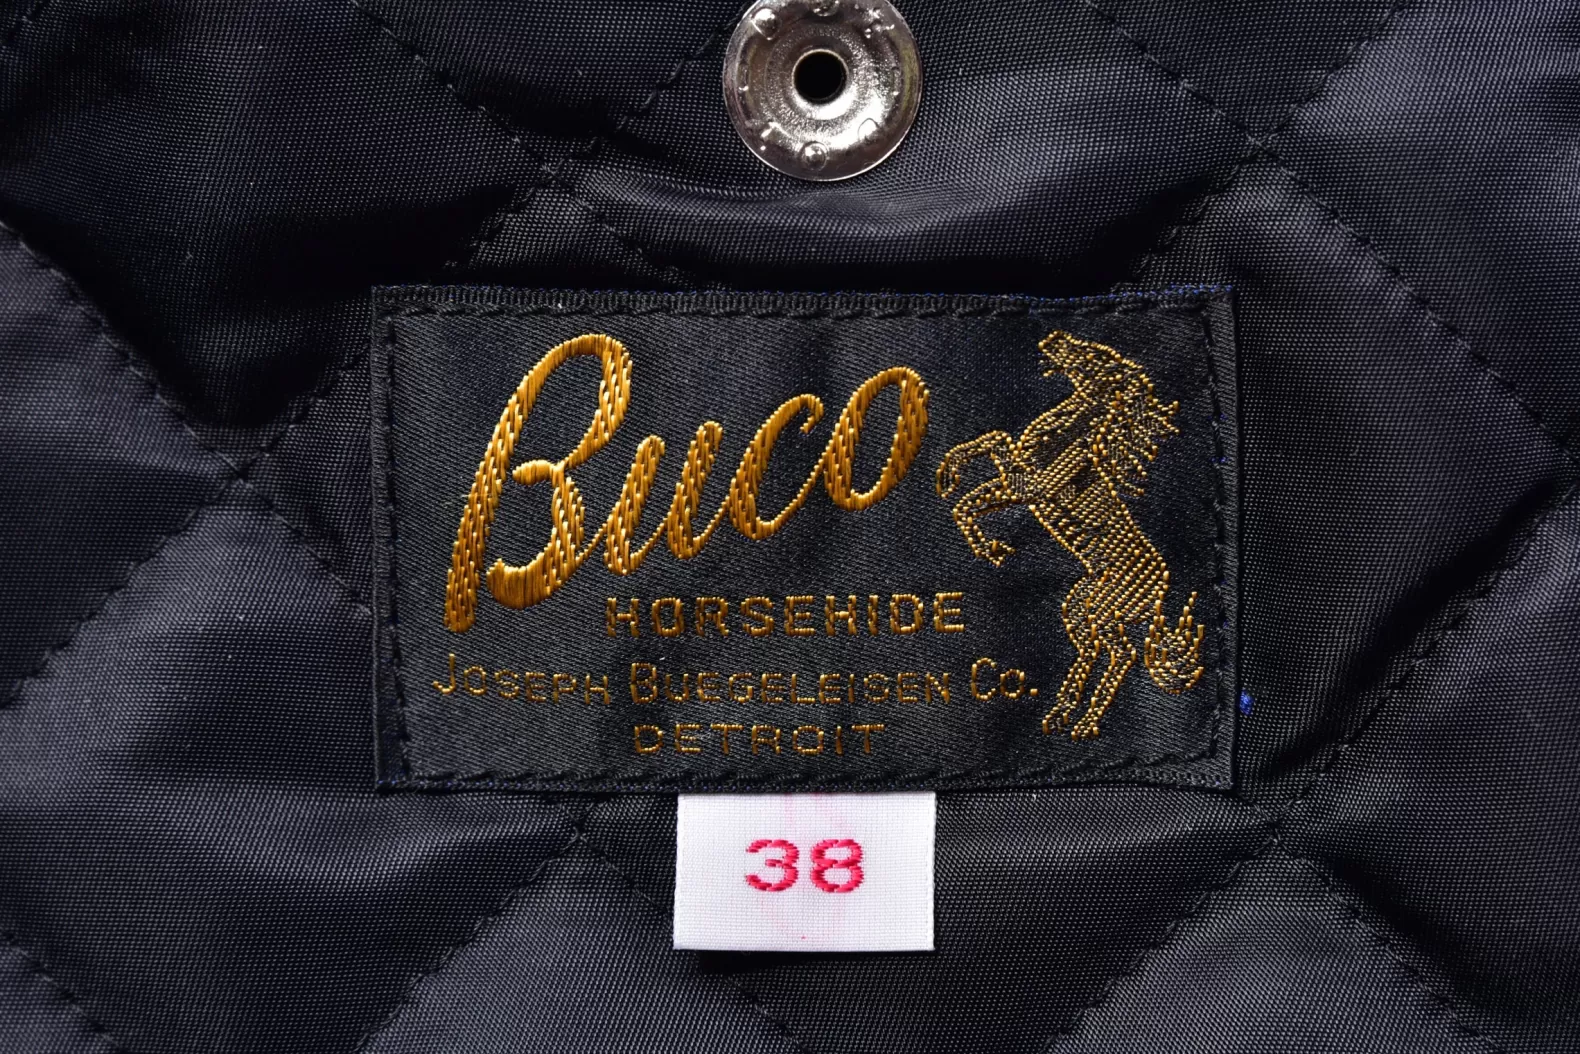 Buco
HORSEHIDE
JOSEPH BUEGELEISEN CO.
DETROIT
38